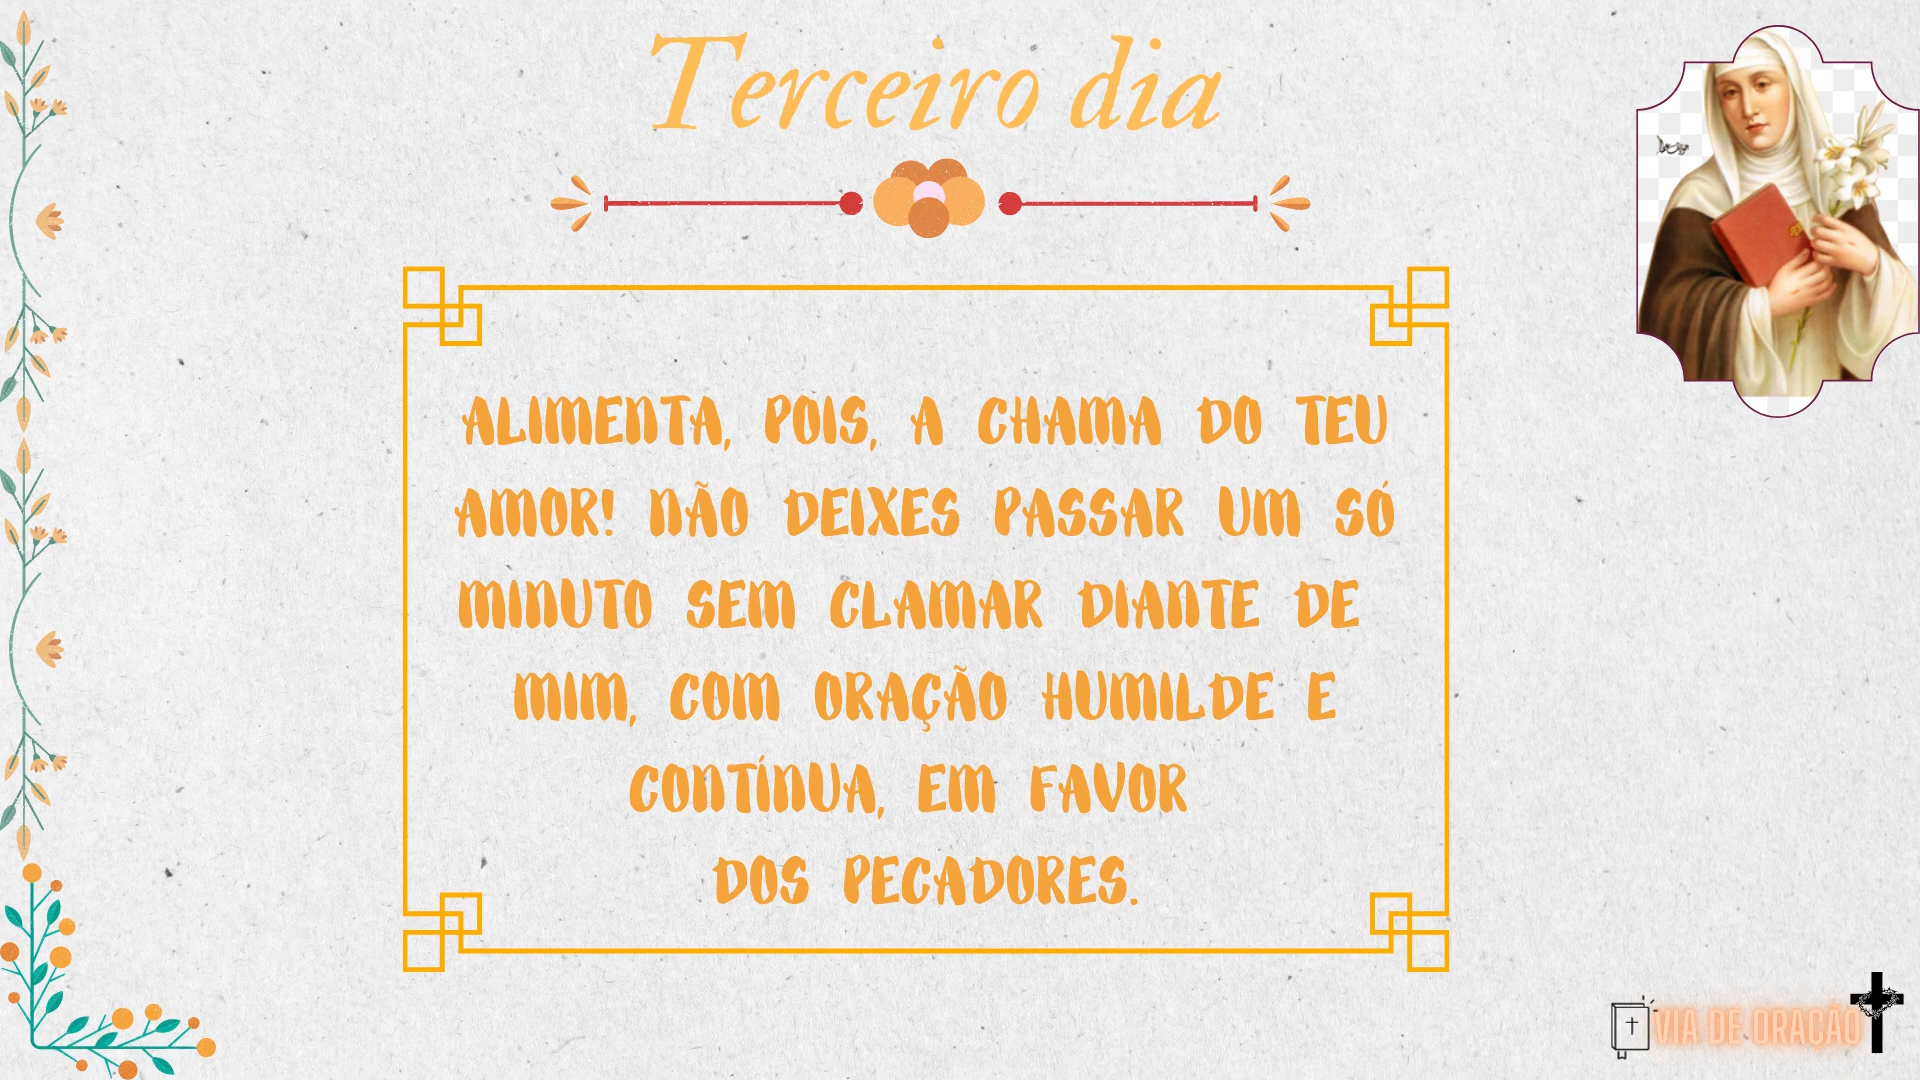 Terceiro dia
ALIMENTA, POIS, A CHAMA DO TEU
AMOR! NÃO DEIXES PASSAR UM SÓ
MINUTO SEM CLAMAR DIANTE DE
MIM, COM ORAÇÃO HUMILDE E
CONTÍNUA, EM FAVOR
DOS PECADORES.
VIA DE ORAÇÃO